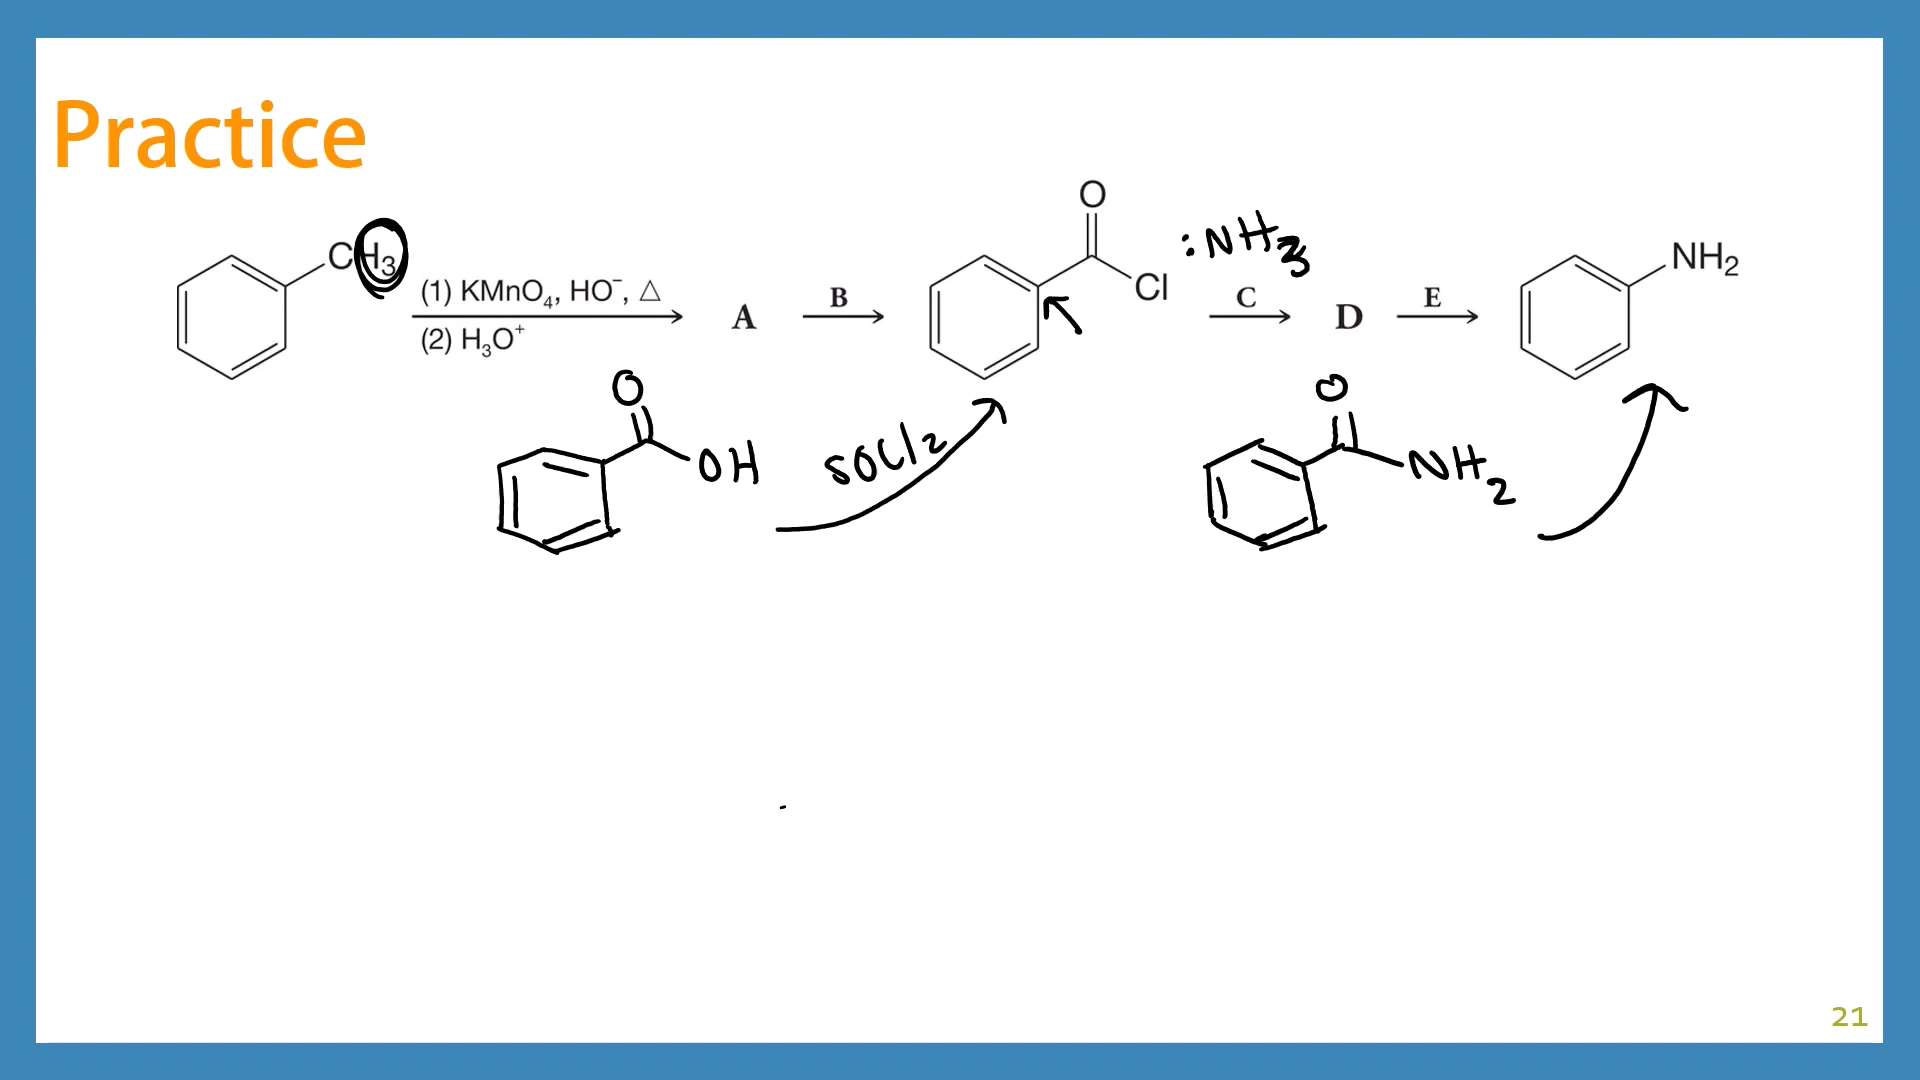 Practice
CH₃
(1) KMnO₄, HO⁻, △
(2) H₃O⁺
A
B
O
Cl
:NH₃
C
D
E
NH₂
O
OH
SOCl₂
O
NH₂
21